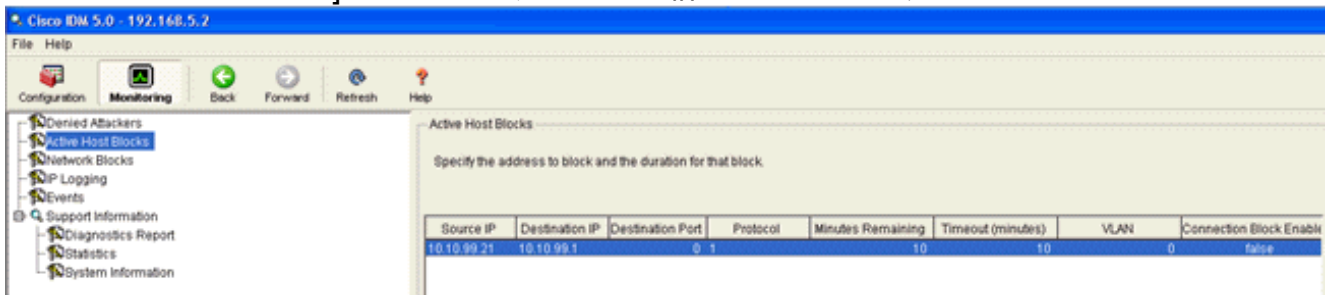 Cisco IDM 5.0 - 192.168.5.2
File Help
Configuration Monitoring Back Forward Refresh Help
Denied Attackers
Active Host Blocks
Network Blocks
IP Logging
Events
Support Information
Diagnostics Report
Statistics
System Information
Active Host Blocks
Specify the address to block and the duration for that block.
Source IP Destination IP Destination Port Protocol Minutes Remaining Timeout (minutes) VLAN Connection Block Enable
10.10.99.21 10.10.99.1 0 1 10 10 0 false